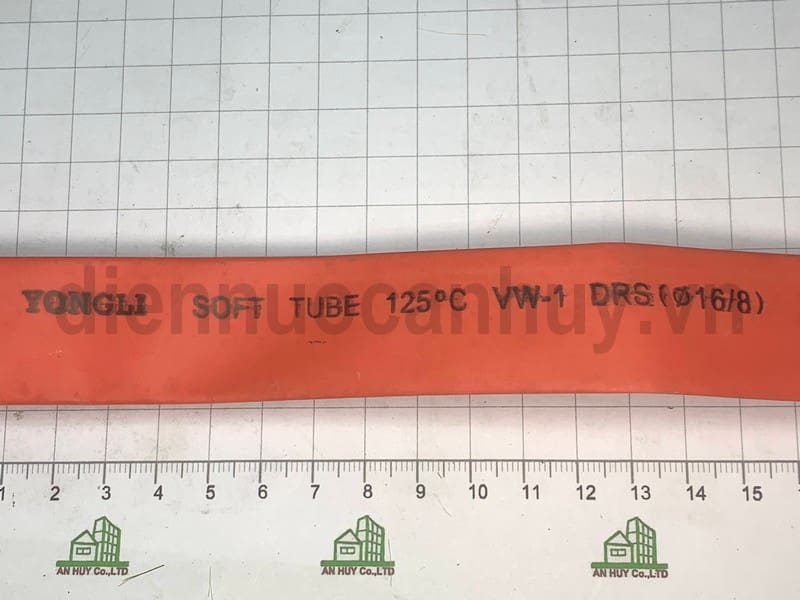 YONGLI SOFT TUBE 125°C VW-1 DRS(Ø16/8)
diennuocanhuy.vn
1 2 3 4 5 6 7 8 9 10 11 12 13 14 15
AN HUY Co.,LTD AN HUY Co.,LTD AN HUY Co.,LTD